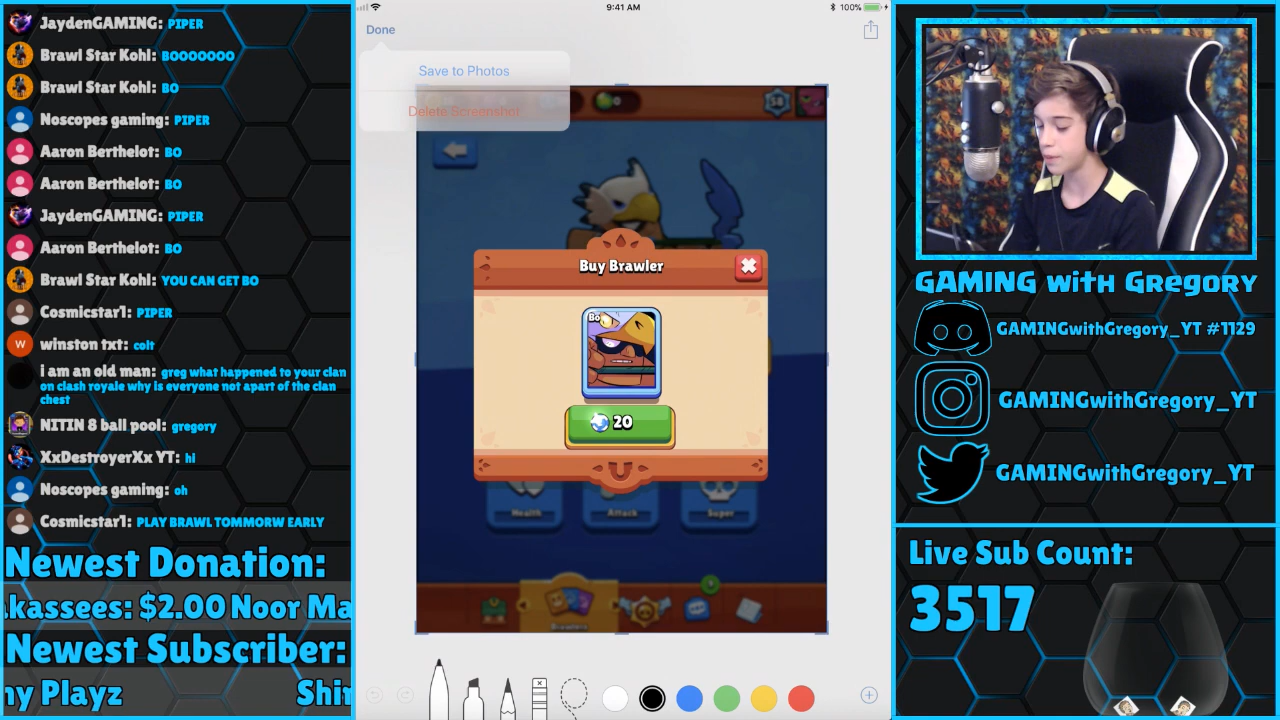 JaydenGAMING: PIPER
Brawl Star Kohl: BOOOOOOO
Brawl Star Kohl: BO
Noscopes gaming: PIPER
Aaron Berthelot: BO
Aaron Berthelot: BO
JaydenGAMING: PIPER
Aaron Berthelot: BO
Brawl Star Kohl: YOU CAN GET BO
Cosmicstar1: PIPER
W
winston txt: colt
i am an old man: greg what happened to your clan
on clash royale why is everyone not apart of the clan
chest
NITIN 8 ball pool: gregory
XxDestroyerXx YT: hi
Noscopes gaming: oh
Cosmicstar1: PLAY BRAWL TOMMORW EARLY
Newest Donation:
kassees: $2.00 Noor Ma
Newest Subscriber:
ny Playz Shir
9:41 AM
100%
Done
Save to Photos
Delete Screenshot
58
Buy Brawler
Bo
20
Health
Attack
Super
Brawlers
GAMING with Gregory
GAMINGwithGregory_YT #1129
GAMINGwithGregory_YT
GAMINGwithGregory_YT
Live Sub Count:
3517